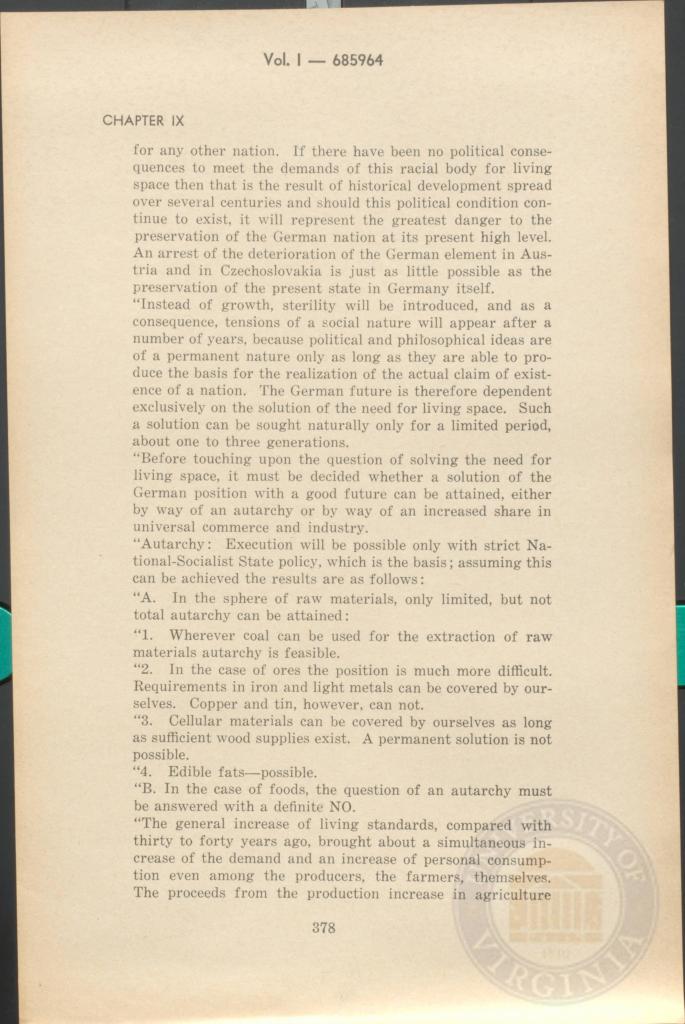 Vol. I — 685964
CHAPTER IX
for any other nation. If there have been no political conse-
quences to meet the demands of this racial body for living
space then that is the result of historical development spread
over several centuries and should this political condition con-
tinue to exist, it will represent the greatest danger to the
preservation of the German nation at its present high level.
An arrest of the deterioration of the German element in Aus-
tria and in Czechoslovakia is just as little possible as the
preservation of the present state in Germany itself.
“Instead of growth, sterility will be introduced, and as a
consequence, tensions of a social nature will appear after a
number of years, because political and philosophical ideas are
of a permanent nature only as long as they are able to pro-
duce the basis for the realization of the actual claim of exist-
ence of a nation. The German future is therefore dependent
exclusively on the solution of the need for living space. Such
a solution can be sought naturally only for a limited period,
about one to three generations.
“Before touching upon the question of solving the need for
living space, it must be decided whether a solution of the
German position with a good future can be attained, either
by way of an autarchy or by way of an increased share in
universal commerce and industry.
“Autarchy: Execution will be possible only with strict Na-
tional-Socialist State policy, which is the basis; assuming this
can be achieved the results are as follows:
“A. In the sphere of raw materials, only limited, but not
total autarchy can be attained:
“1. Wherever coal can be used for the extraction of raw
materials autarchy is feasible.
“2. In the case of ores the position is much more difficult.
Requirements in iron and light metals can be covered by our-
selves. Copper and tin, however, can not.
“3. Cellular materials can be covered by ourselves as long
as sufficient wood supplies exist. A permanent solution is not
possible.
“4. Edible fats—possible.
“B. In the case of foods, the question of an autarchy must
be answered with a definite NO.
“The general increase of living standards, compared with
thirty to forty years ago, brought about a simultaneous in-
crease of the demand and an increase of personal consump-
tion even among the producers, the farmers, themselves.
The proceeds from the production increase in agriculture
378
UNIVERSITY OF
VIRGINIA